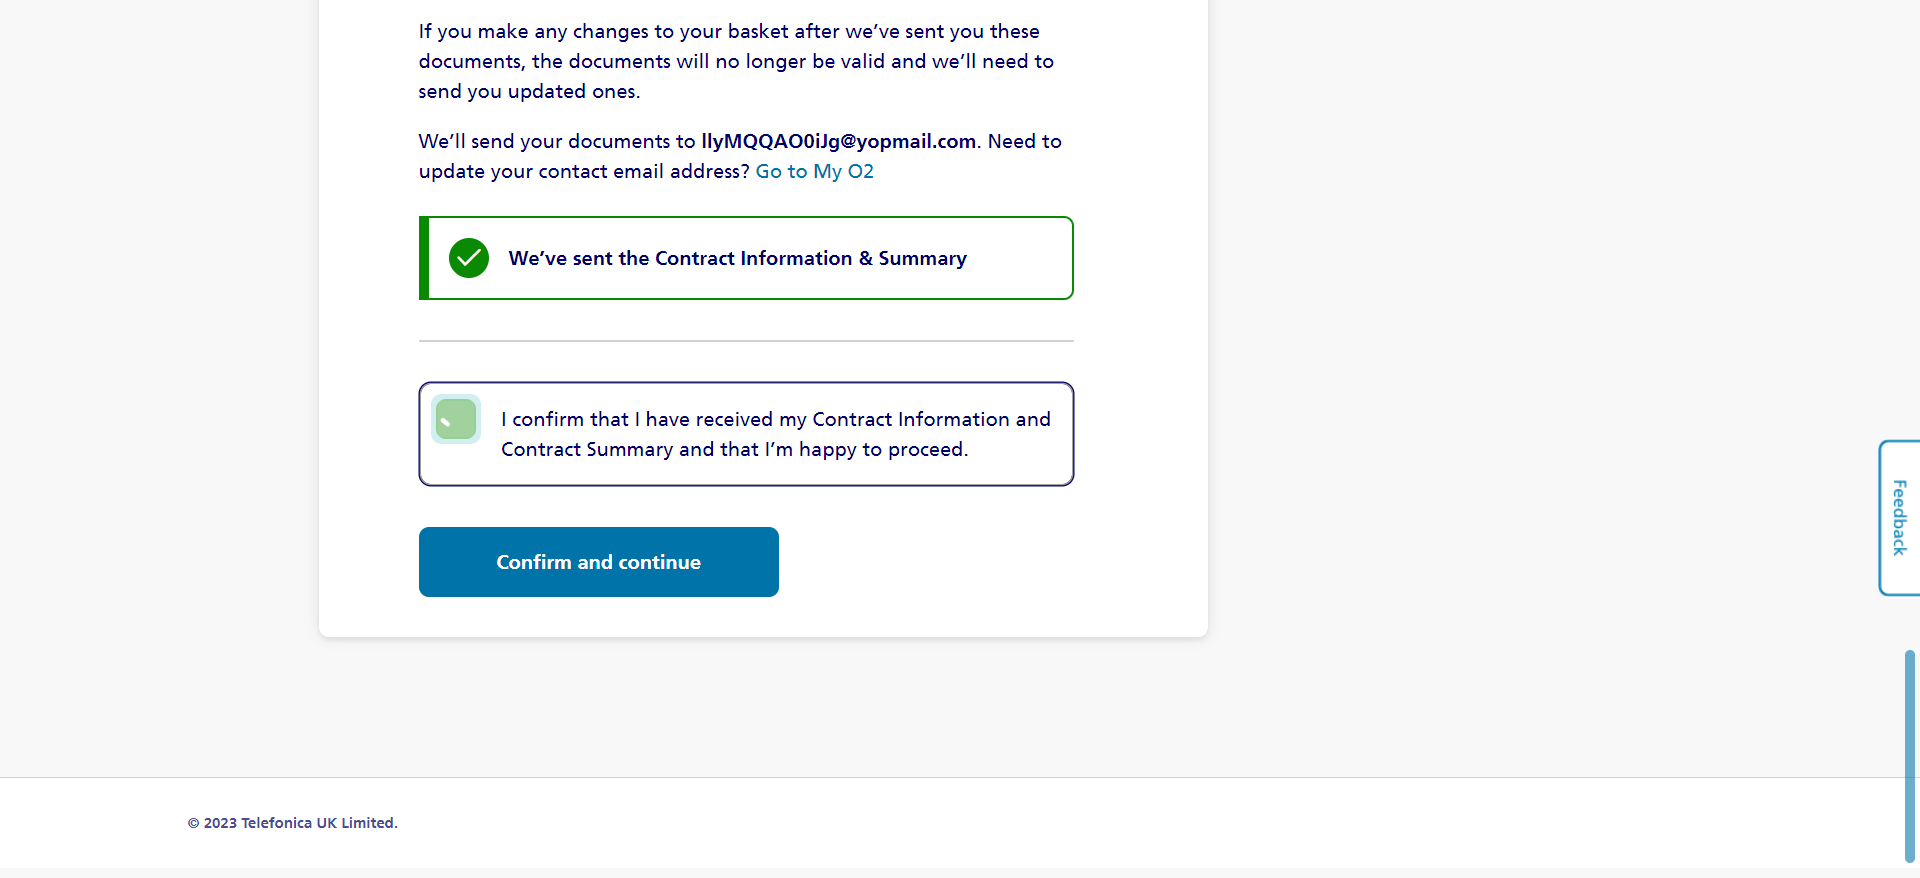 If you make any changes to your basket after we’ve sent you these
documents, the documents will no longer be valid and we’ll need to
send you updated ones.
We’ll send your documents to llyMQQAO0iJg@yopmail.com. Need to
update your contact email address? Go to My O2
We’ve sent the Contract Information & Summary
I confirm that I have received my Contract Information and
Contract Summary and that I’m happy to proceed.
Feedback
Confirm and continue
© 2023 Telefonica UK Limited.